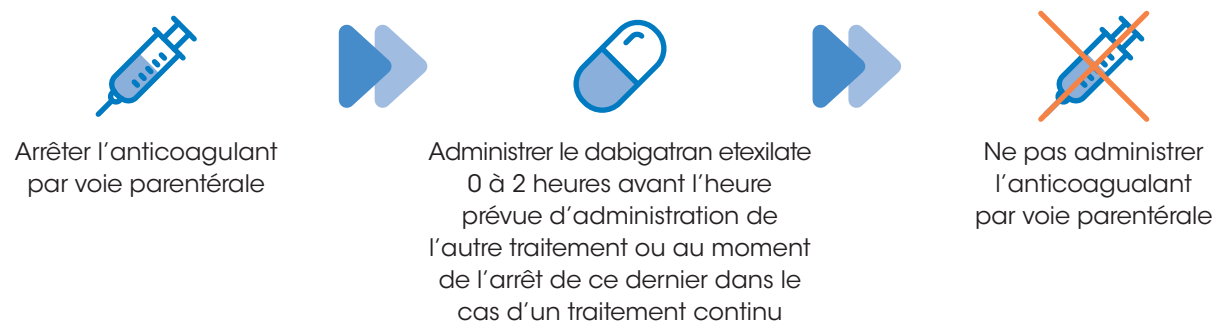 Arrêter l'anticoagulant
par voie parentérale
Administrer le dabigatran etexilate
0 à 2 heures avant l'heure
prévue d'administration de
l'autre traitement ou au moment
de l'arrêt de ce dernier dans le
cas d'un traitement continu
Ne pas administrer
l'anticoagualant
par voie parentérale